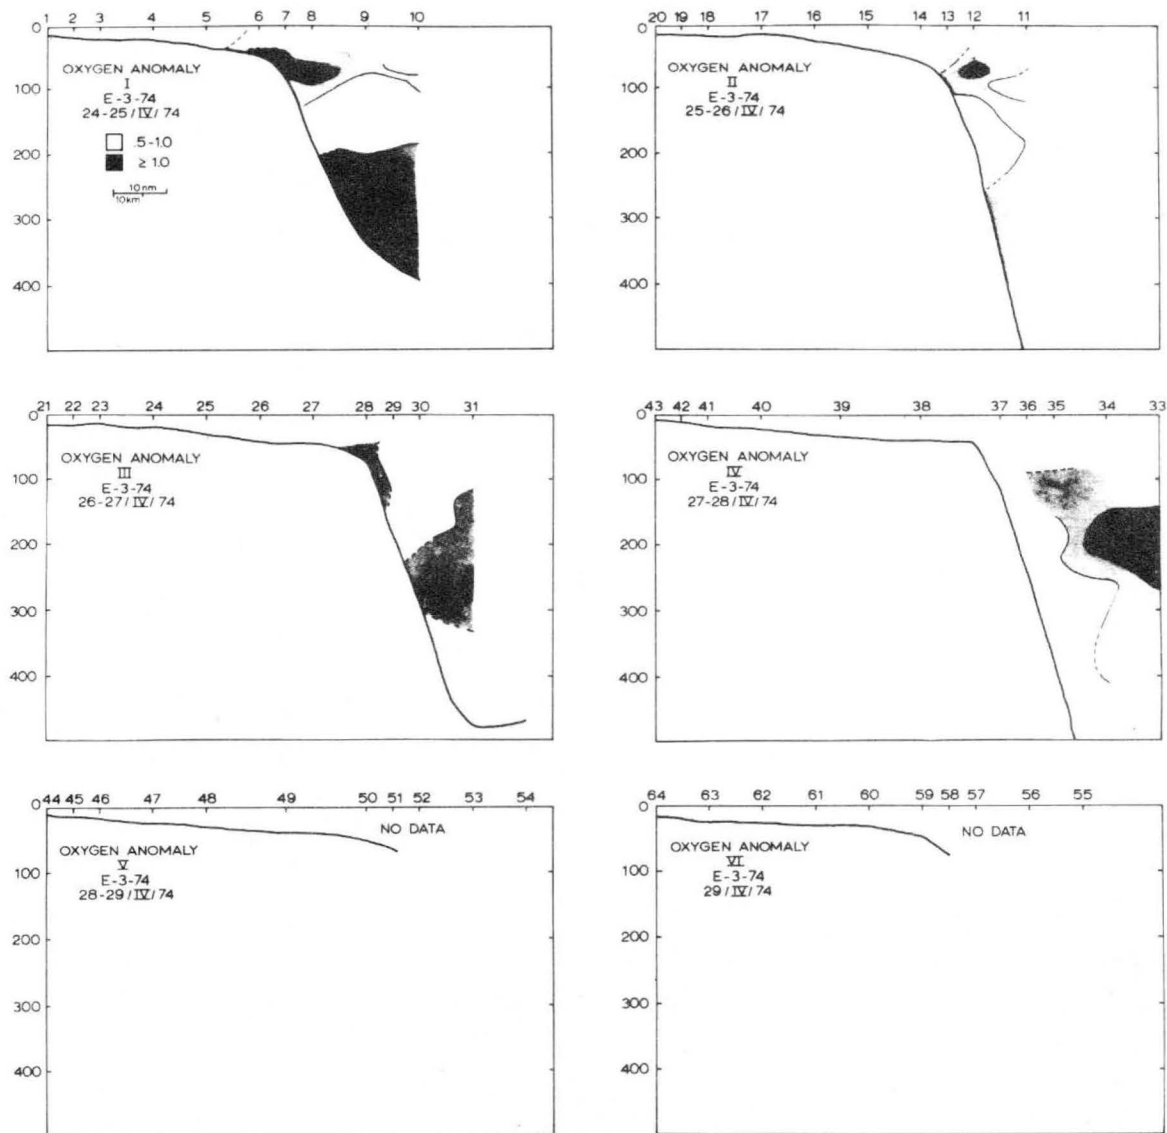 1 2 3 4 5 6 7 8 9 10
0
100
200
300
400
OXYGEN ANOMALY
I
E-3-74
24-25/IV/74
.5-1.0
≥ 1.0
10 nm
10km
20 19 18 17 16 15 14 13 12 11
0
100
200
300
400
OXYGEN ANOMALY
II
E-3-74
25-26/IV/74
21 22 23 24 25 26 27 28 29 30 31
0
100
200
300
400
OXYGEN ANOMALY
III
E-3-74
26-27/IV/74
43 42 41 40 39 38 37 36 35 34 33
0
100
200
300
400
OXYGEN ANOMALY
IV
E-3-74
27-28/IV/74
44 45 46 47 48 49 50 51 52 53 54
0
100
200
300
400
NO DATA
OXYGEN ANOMALY
V
E-3-74
28-29/IV/74
64 63 62 61 60 59 58 57 56 55
0
100
200
300
400
NO DATA
OXYGEN ANOMALY
VI
E-3-74
29/IV/74